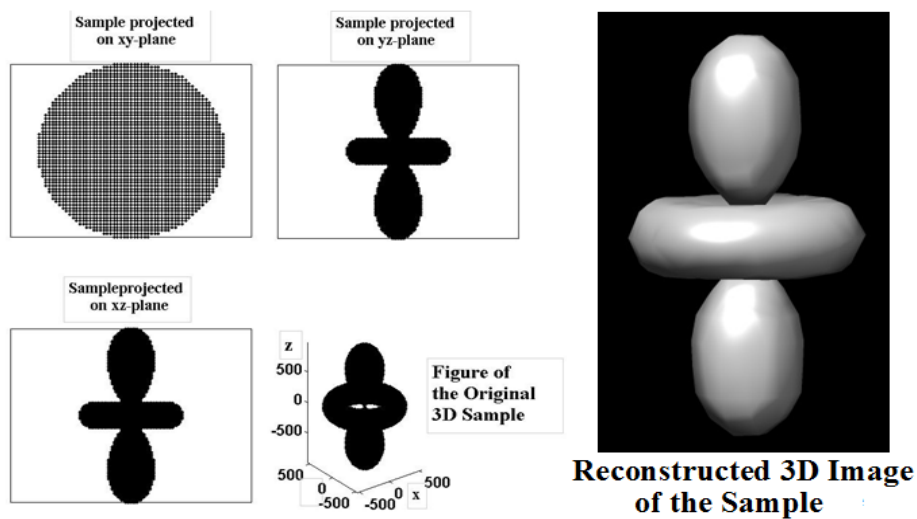 Sample projected
on xy-plane
Sample projected
on yz-plane
Sampleprojected
on xz-plane
z
500
0
-500
500
0
-500
-500
0
500
x
Figure of
the Original
3D Sample
Reconstructed 3D Image
of the Sample